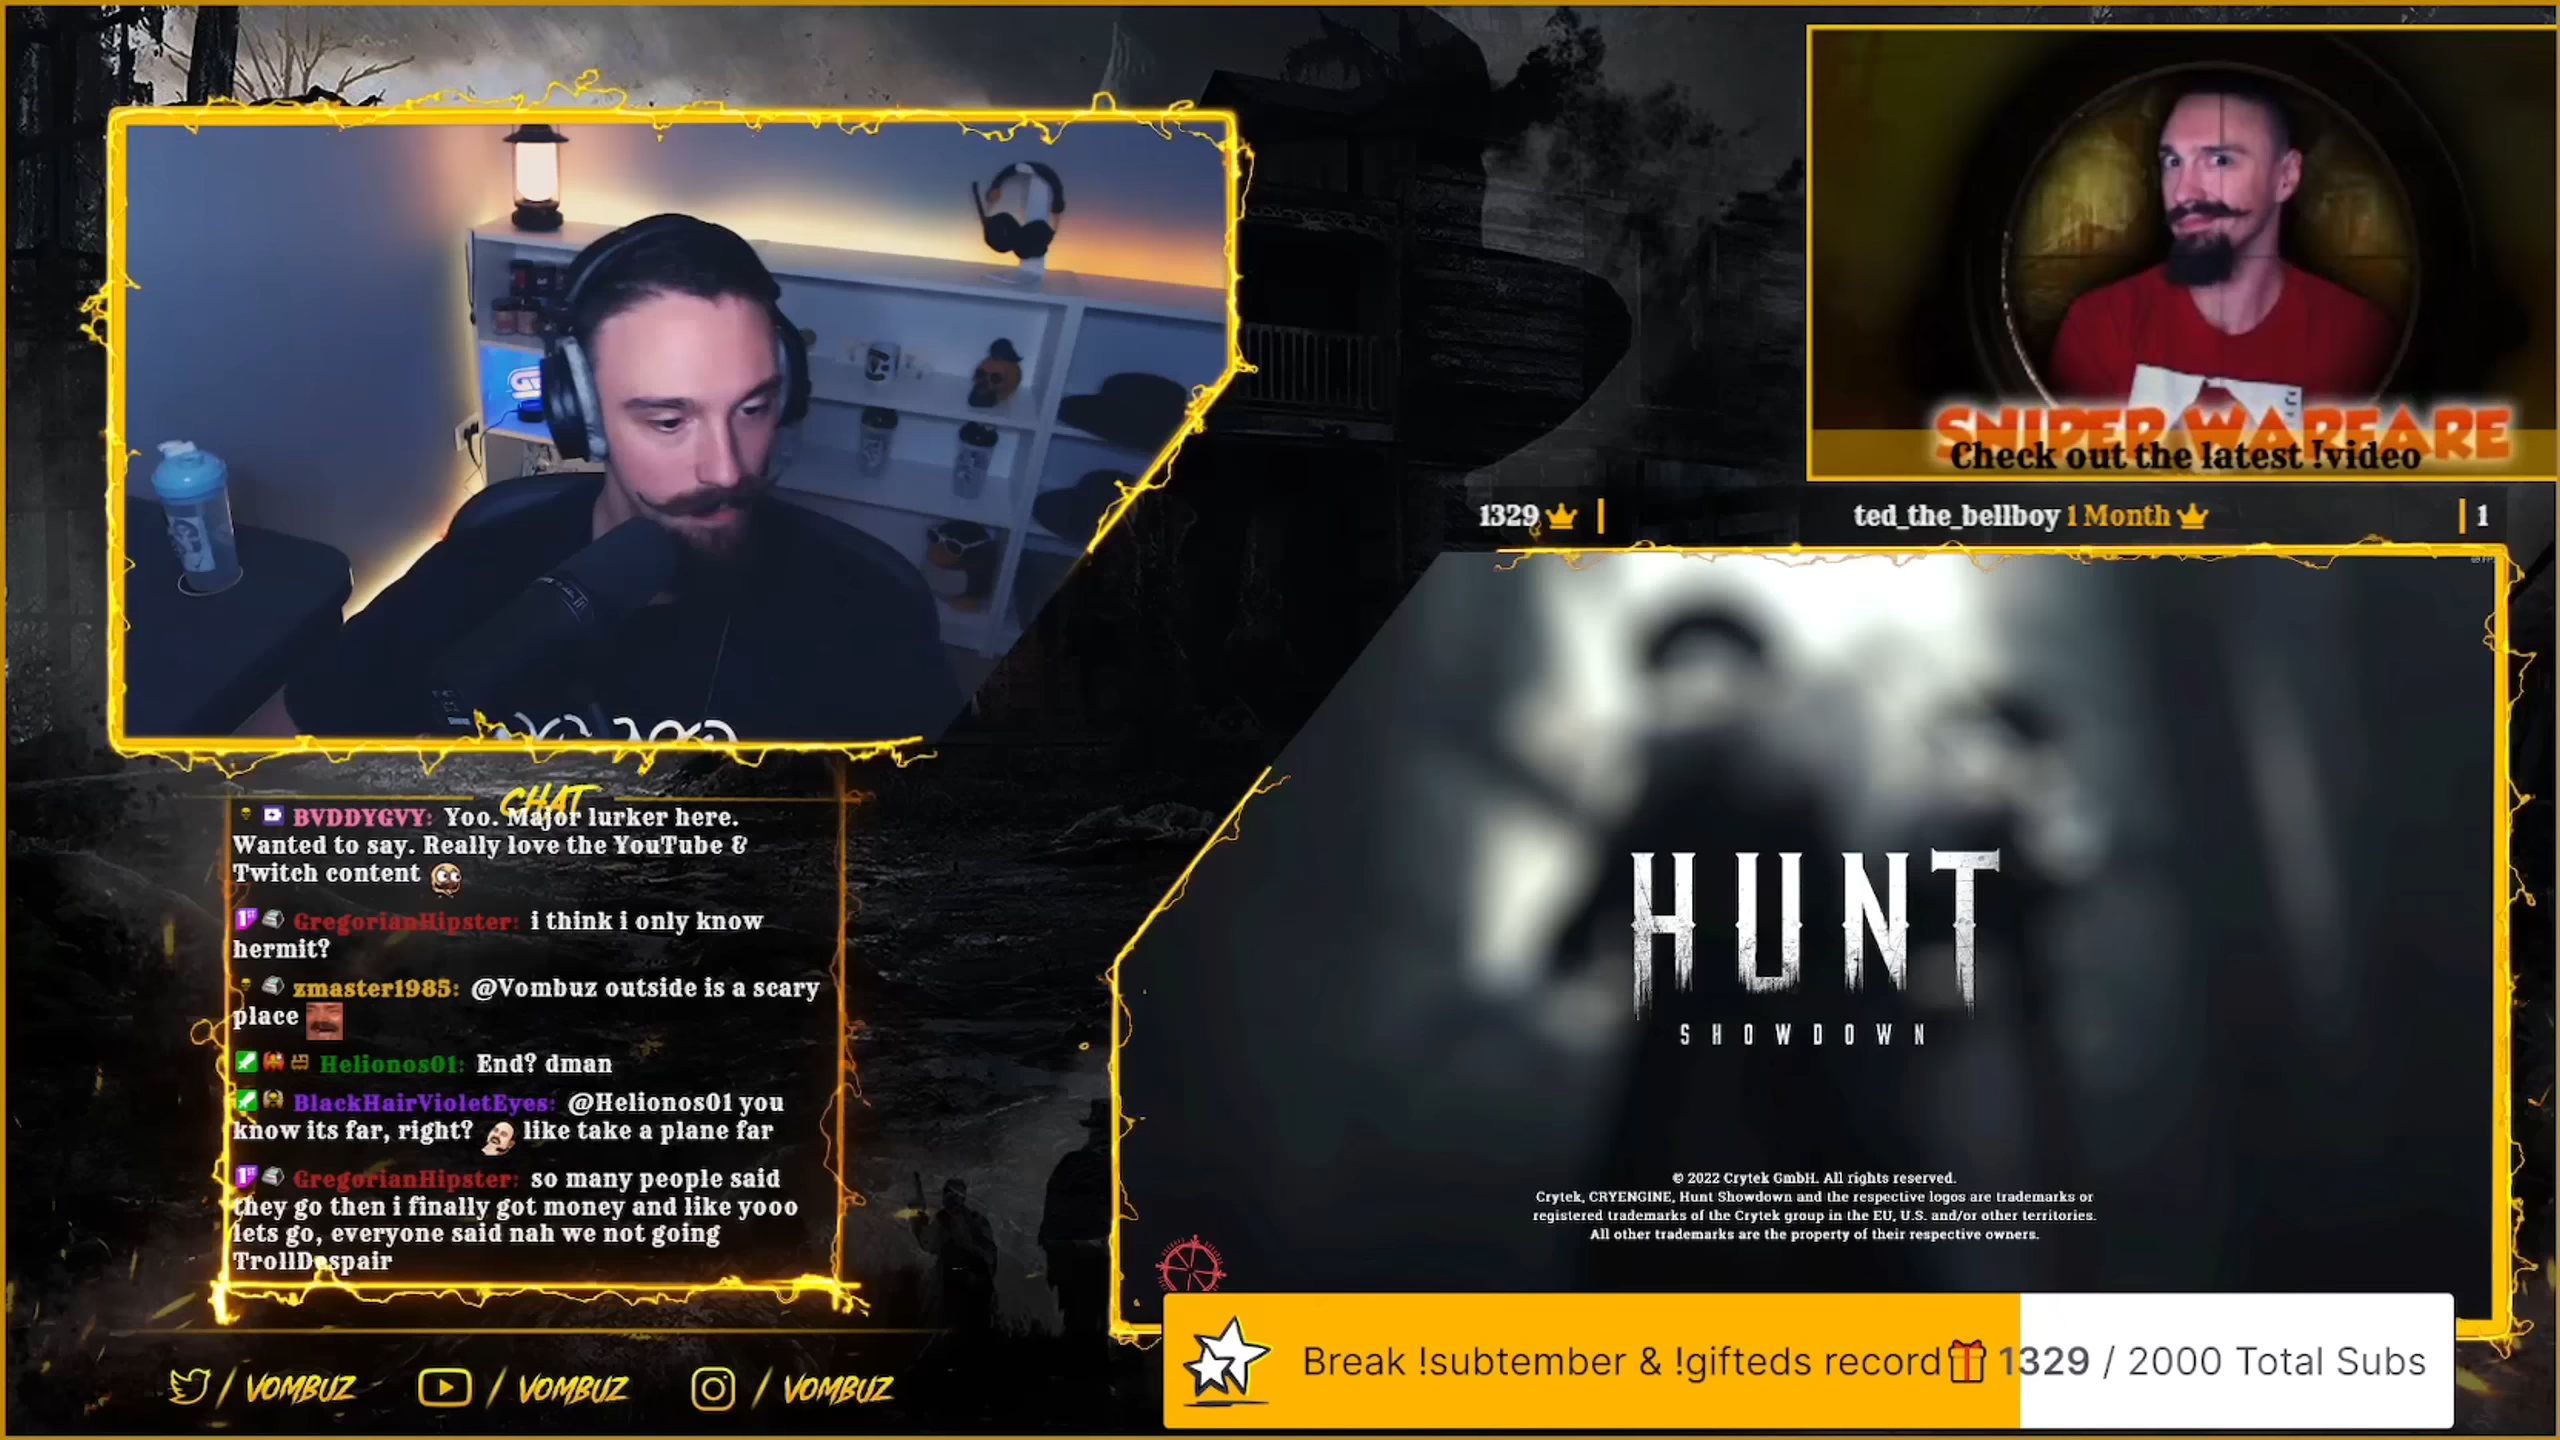 SNIPER WARFARE
Check out the latest !video
1329
ted_the_bellboy 1 Month
1
CHAT
BVDDYGVY: Yoo. Major lurker here.
Wanted to say. Really love the YouTube &
Twitch content
GregorianHipster: i think i only know
hermit?
zmaster1985: @Vombuz outside is a scary
place
Helionos01: End? dman
BlackHairVioletEyes: @Helionos01 you
know its far, right? like take a plane far
GregorianHipster: so many people said
they go then i finally got money and like yooo
lets go, everyone said nah we not going
TrollDespair
HUNT
SHOWDOWN
© 2022 Crytek GmbH. All rights reserved.
Crytek, CRYENGINE, Hunt Showdown and the respective logos are trademarks or
registered trademarks of the Crytek group in the EU, U.S. and/or other territories.
All other trademarks are the property of their respective owners.
/ VOMBUZ
/ VOMBUZ
/ VOMBUZ
Break !subtember & !gifteds record 1329 / 2000 Total Subs